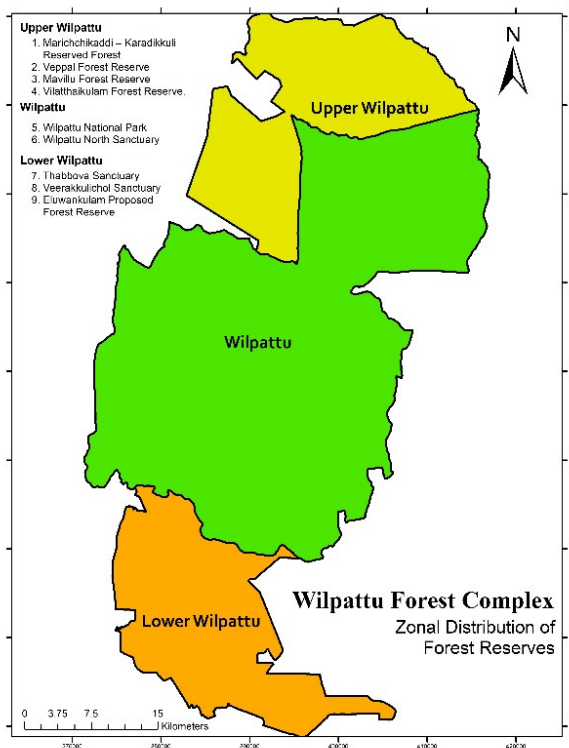 Upper Wilpattu
1. Marichchikaddi – Karadikkuli
Reserved Forest
2. Veppal Forest Reserve
3. Mavillu Forest Reserve
4. Vilatthaikulam Forest Reserve.
Wilpattu
5. Wilpattu National Park
6. Wilpattu North Sanctuary
Lower Wilpattu
7. Thabbova Sanctuary
8. Veerakkulichol Sanctuary
9. Eluwankulam Proposed
Forest Reserve
N
Upper Wilpattu
Wilpattu
Lower Wilpattu
Wilpattu Forest Complex
Zonal Distribution of
Forest Reserves
0 3.75 7.5 15
Kilometers